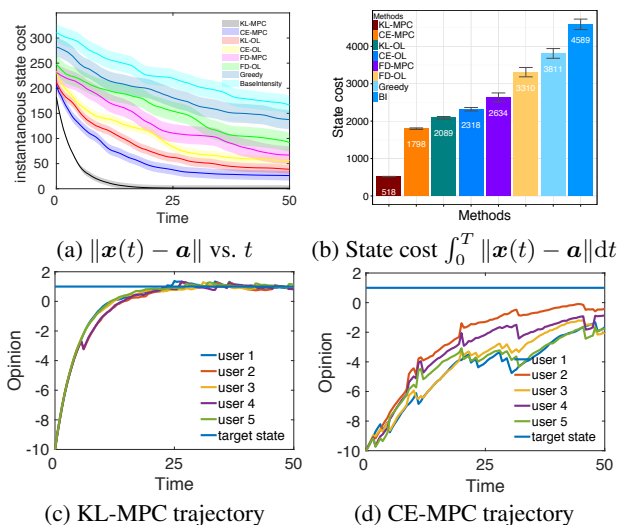 instantaneous state cost
300
250
200
150
100
50
0
0
25
50
Time
KL-MPC
CE-MPC
KL-OL
CE-OL
FD-MPC
FD-OL
Greedy
BaseIntensity
(a) ‖x(t) − a‖ vs. t
Methods
KL-MPC
CE-MPC
KL-OL
CE-OL
FD-MPC
FD-OL
Greedy
BI
State cost
4000
2000
0
518
1798
2089
2318
2634
3310
3811
4589
Methods
(b) State cost ∫₀ᵀ ‖x(t) − a‖dt
Opinion
2
0
-2
-4
-6
-10
0
25
50
Time
user 1
user 2
user 3
user 4
user 5
target state
(c) KL-MPC trajectory
Opinion
2
0
-2
-4
-6
-8
-10
0
25
50
Time
user 1
user 2
user 3
user 4
user 5
target state
(d) CE-MPC trajectory